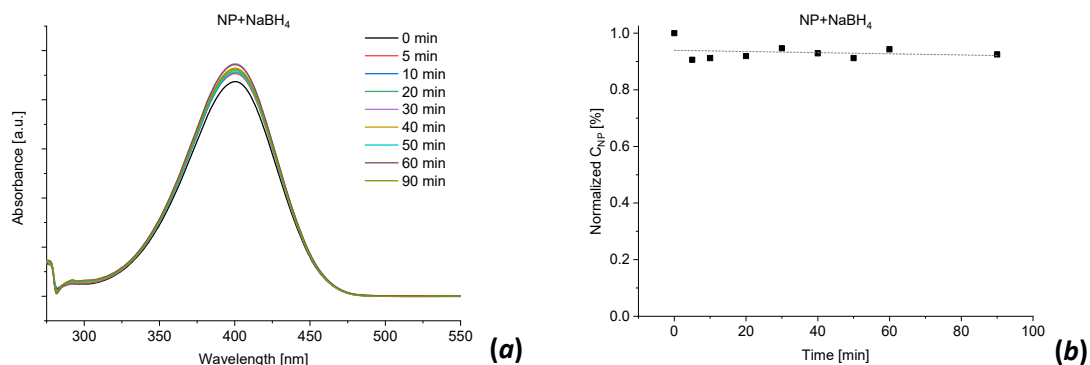 NP+NaBH4
0 min
5 min
10 min
20 min
30 min
40 min
50 min
60 min
90 min
Absorbance [a.u.]
300
350
400
450
500
550
Wavelength [nm]
(a)
NP+NaBH4
1.0
0.8
0.6
0.4
0.2
0.0
Normalized CNP [%]
0
20
40
60
80
100
Time [min]
(b)